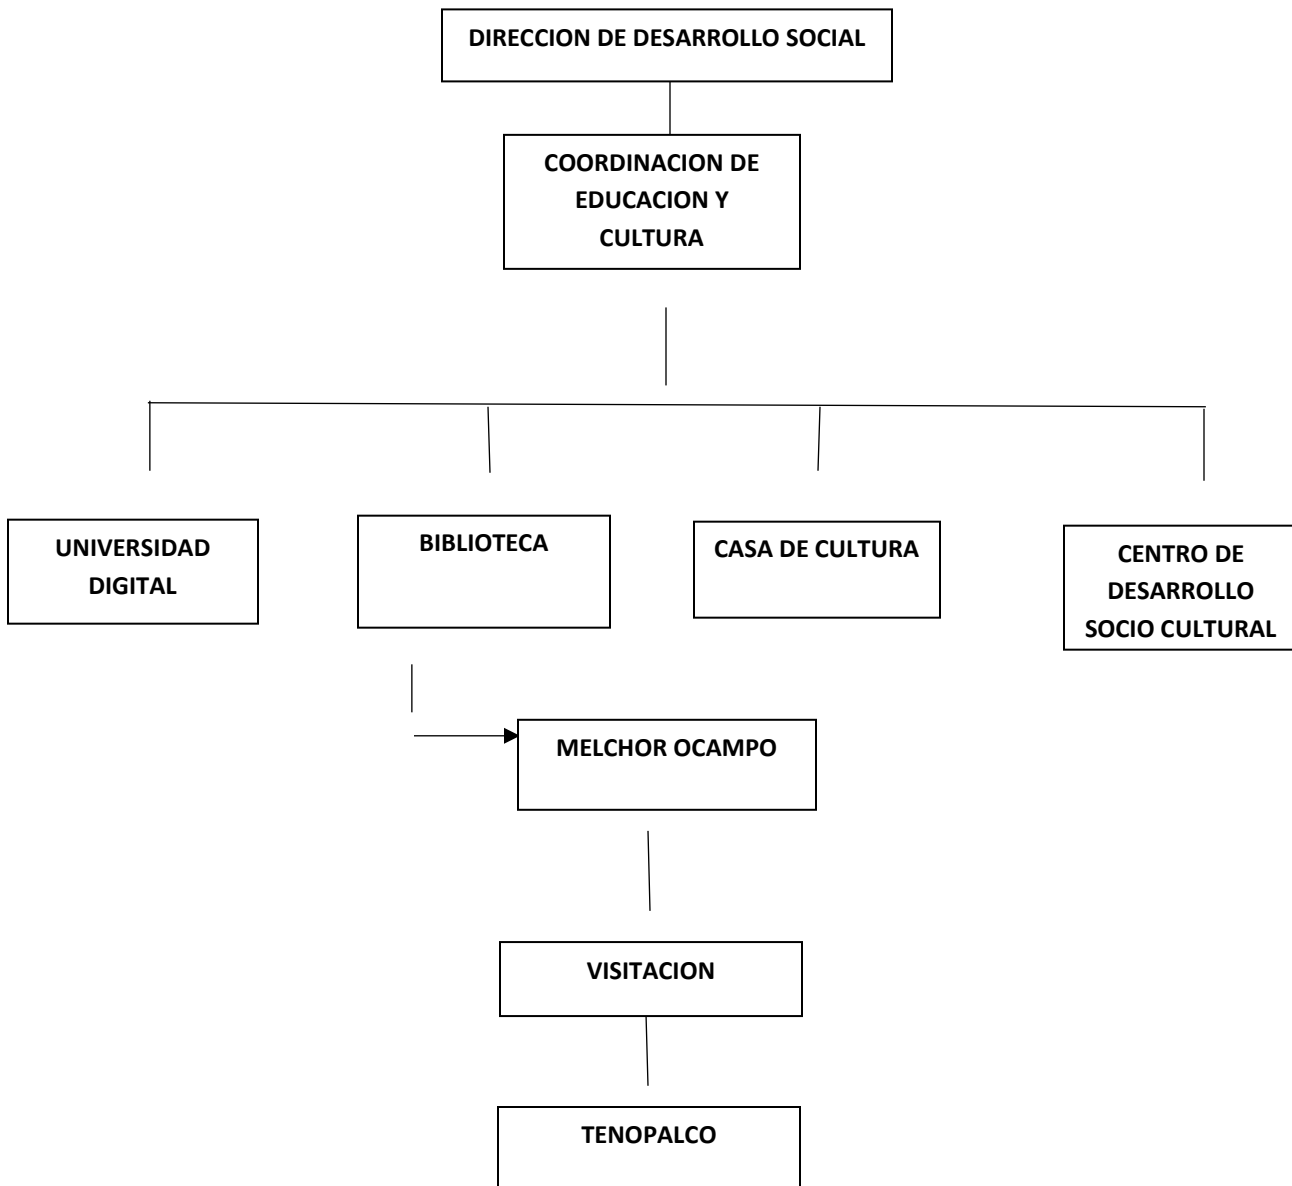 DIRECCION DE DESARROLLO SOCIAL
COORDINACION DE
EDUCACION Y
CULTURA
UNIVERSIDAD
DIGITAL
BIBLIOTECA
CASA DE CULTURA
CENTRO DE
DESARROLLO
SOCIO CULTURAL
MELCHOR OCAMPO
VISITACION
TENOPALCO